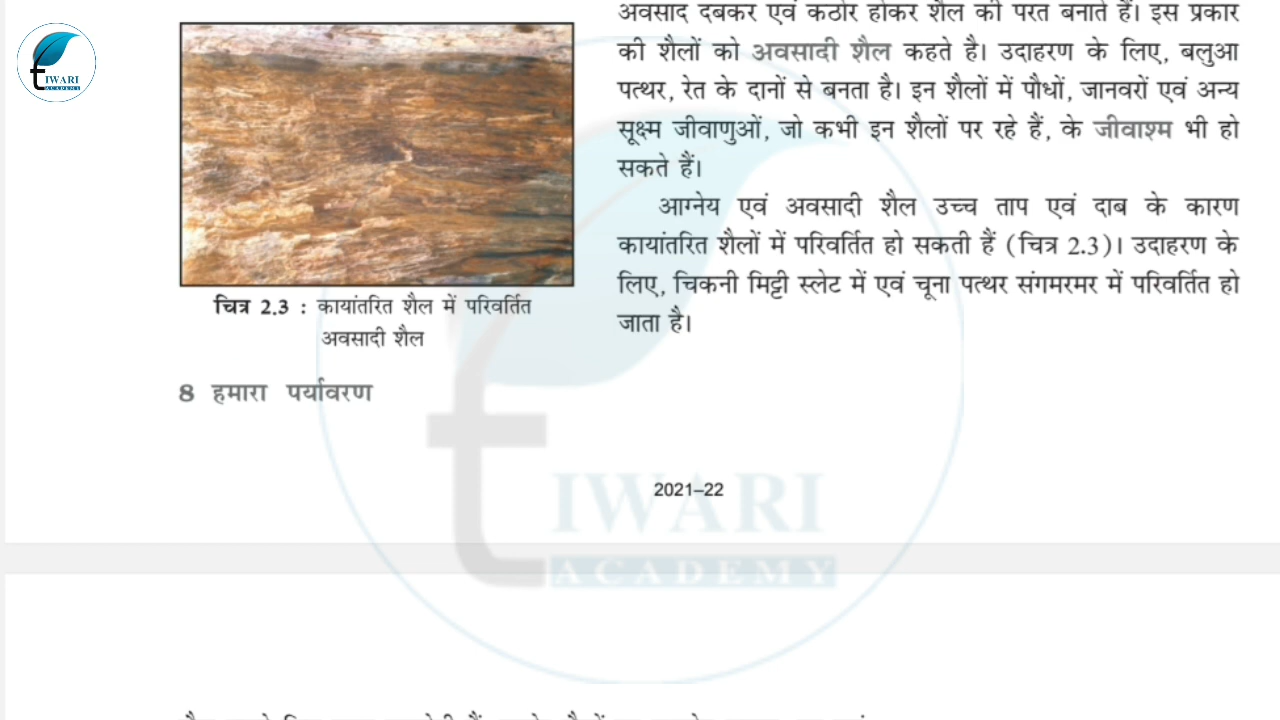 tIWARI
ACADEMY
अवसाद दबकर एवं कठोर होकर शैल की परत बनाते हैं। इस प्रकार
की शैलों को अवसादी शैल कहते है। उदाहरण के लिए, बलुआ
पत्थर, रेत के दानों से बनता है। इन शैलों में पौधों, जानवरों एवं अन्य
सूक्ष्म जीवाणुओं, जो कभी इन शैलों पर रहे हैं, के जीवाश्म भी हो
सकते हैं।
आग्नेय एवं अवसादी शैल उच्च ताप एवं दाब के कारण
कायांतरित शैलों में परिवर्तित हो सकती हैं (चित्र 2.3)। उदाहरण के
लिए, चिकनी मिट्टी स्लेट में एवं चूना पत्थर संगमरमर में परिवर्तित हो
जाता है।
चित्र 2.3 : कायांतरित शैल में परिवर्तित
अवसादी शैल
8 हमारा पर्यावरण
2021–22
tIWARI
ACADEMY